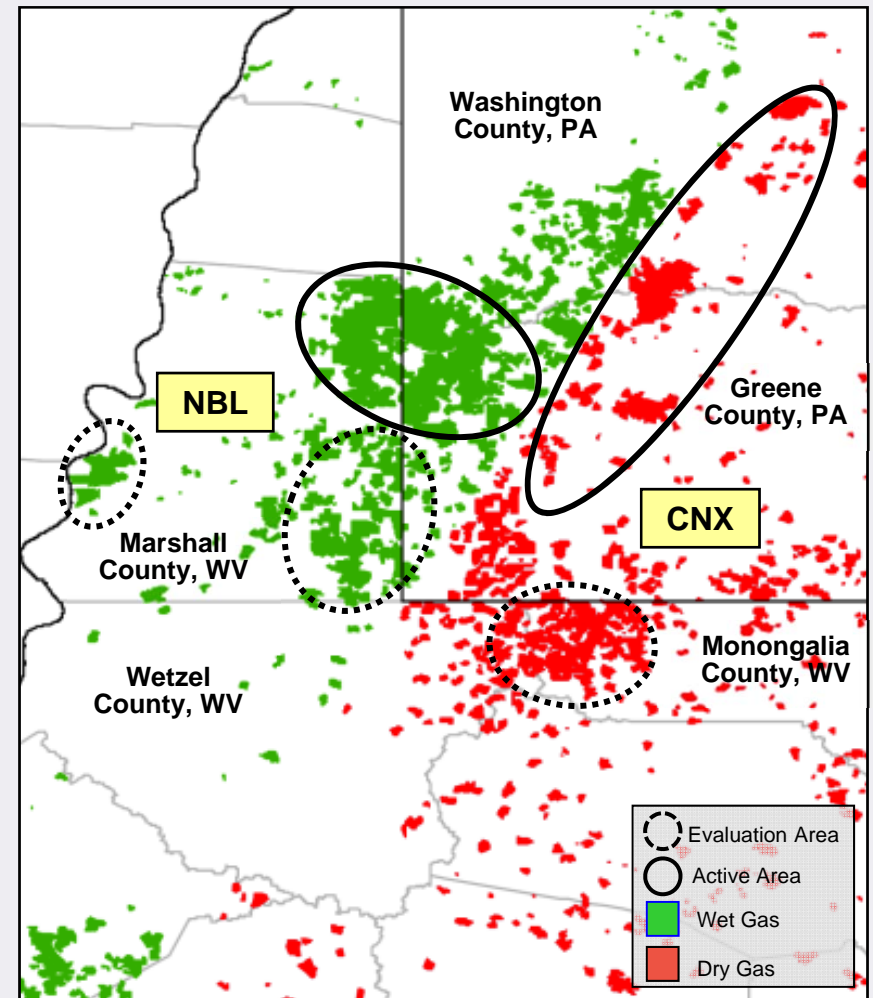 Washington
County, PA
NBL
Greene
County, PA
CNX
Marshall
County, WV
Monongalia
County, WV
Wetzel
County, WV
Evaluation Area
Active Area
Wet Gas
Dry Gas